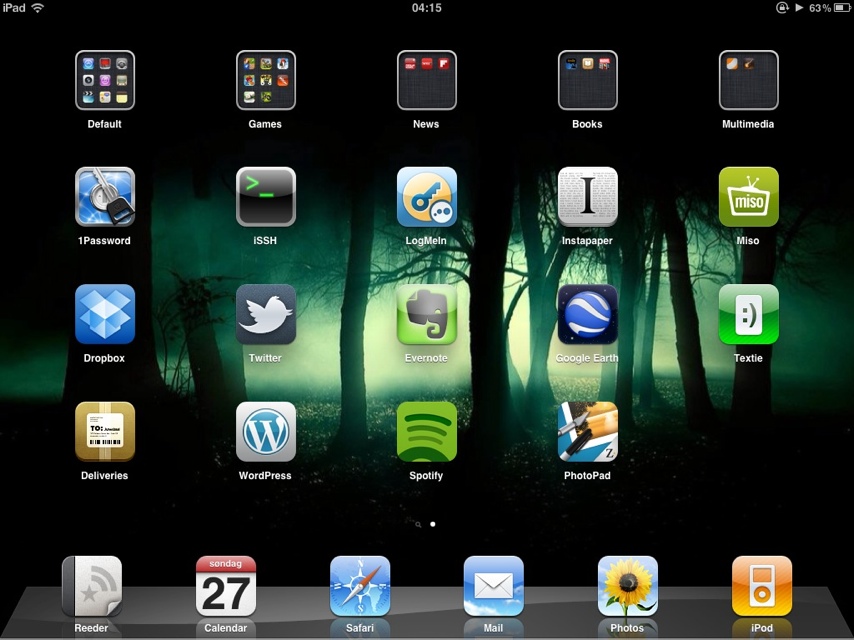 iPad 04:15 63%
Default Games News Books Multimedia
>_ I miso
1Password iSSH LogMeIn Instapaper Miso
:)
Dropbox Twitter Evernote Google Earth Textie
TO: W Z
Deliveries WordPress Spotify PhotoPad
søndag
27 N
Reeder Calendar Safari Mail Photos iPod